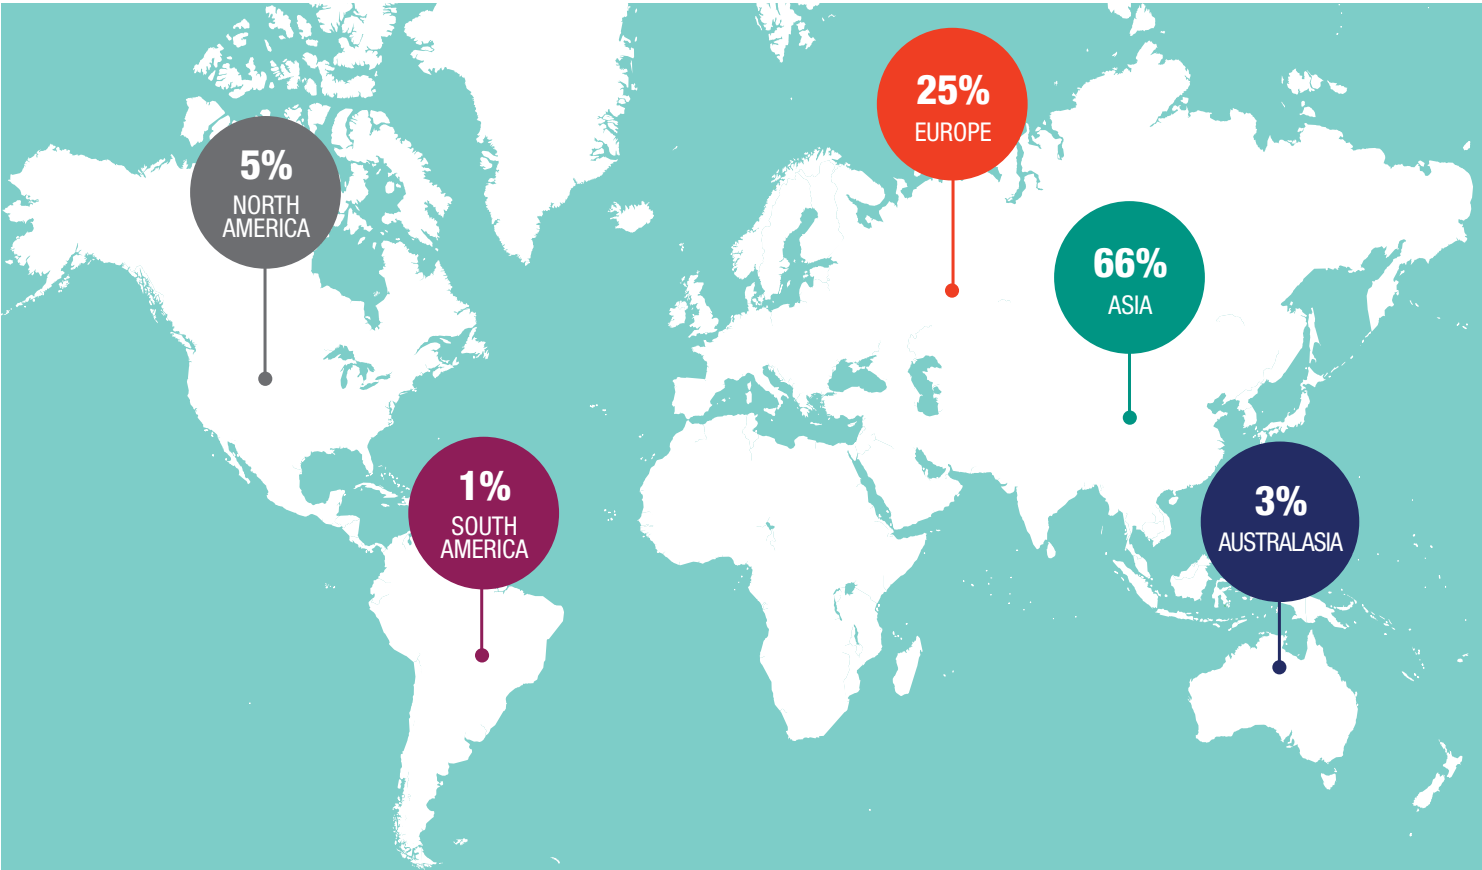 25%
EUROPE
5%
NORTH
AMERICA
66%
ASIA
1%
SOUTH
AMERICA
3%
AUSTRALASIA